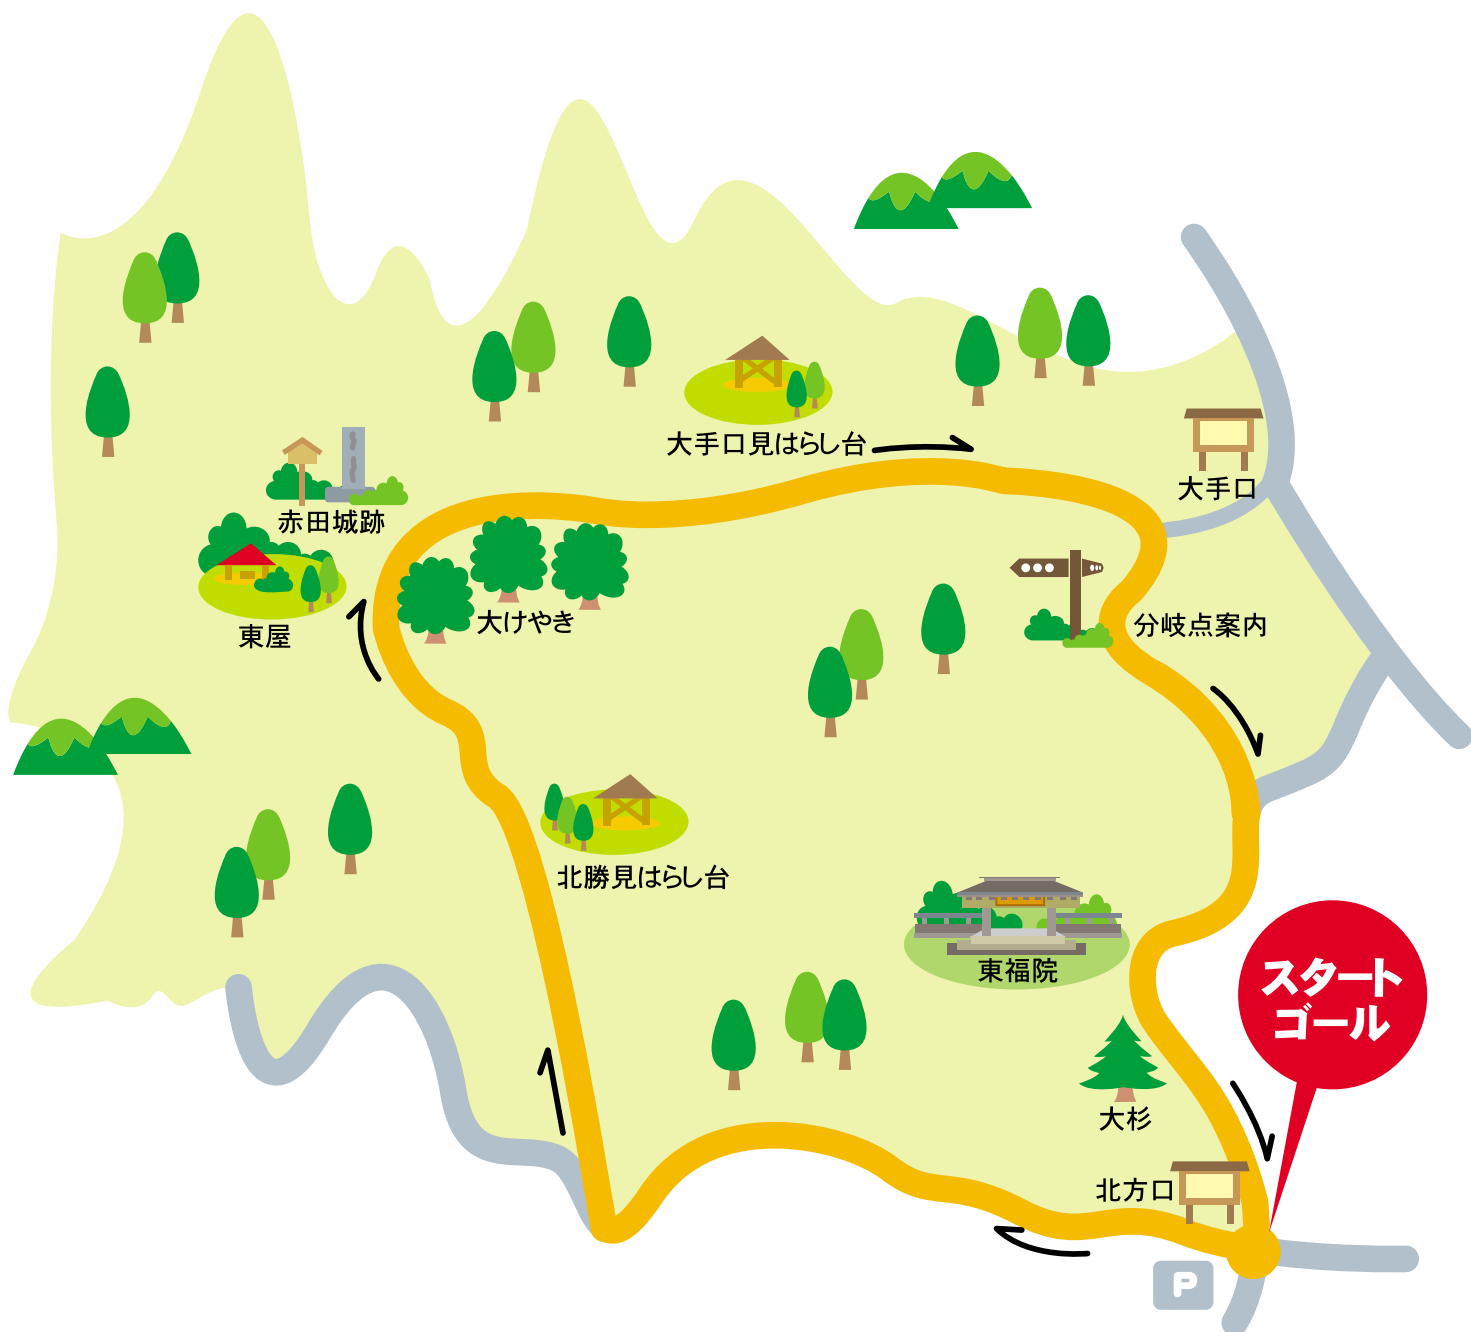 大手口見はらし台
大手口
赤田城跡
東屋
大けやき
分岐点案内
北勝見はらし台
東福院
スタート
ゴール
大杉
北方口
P